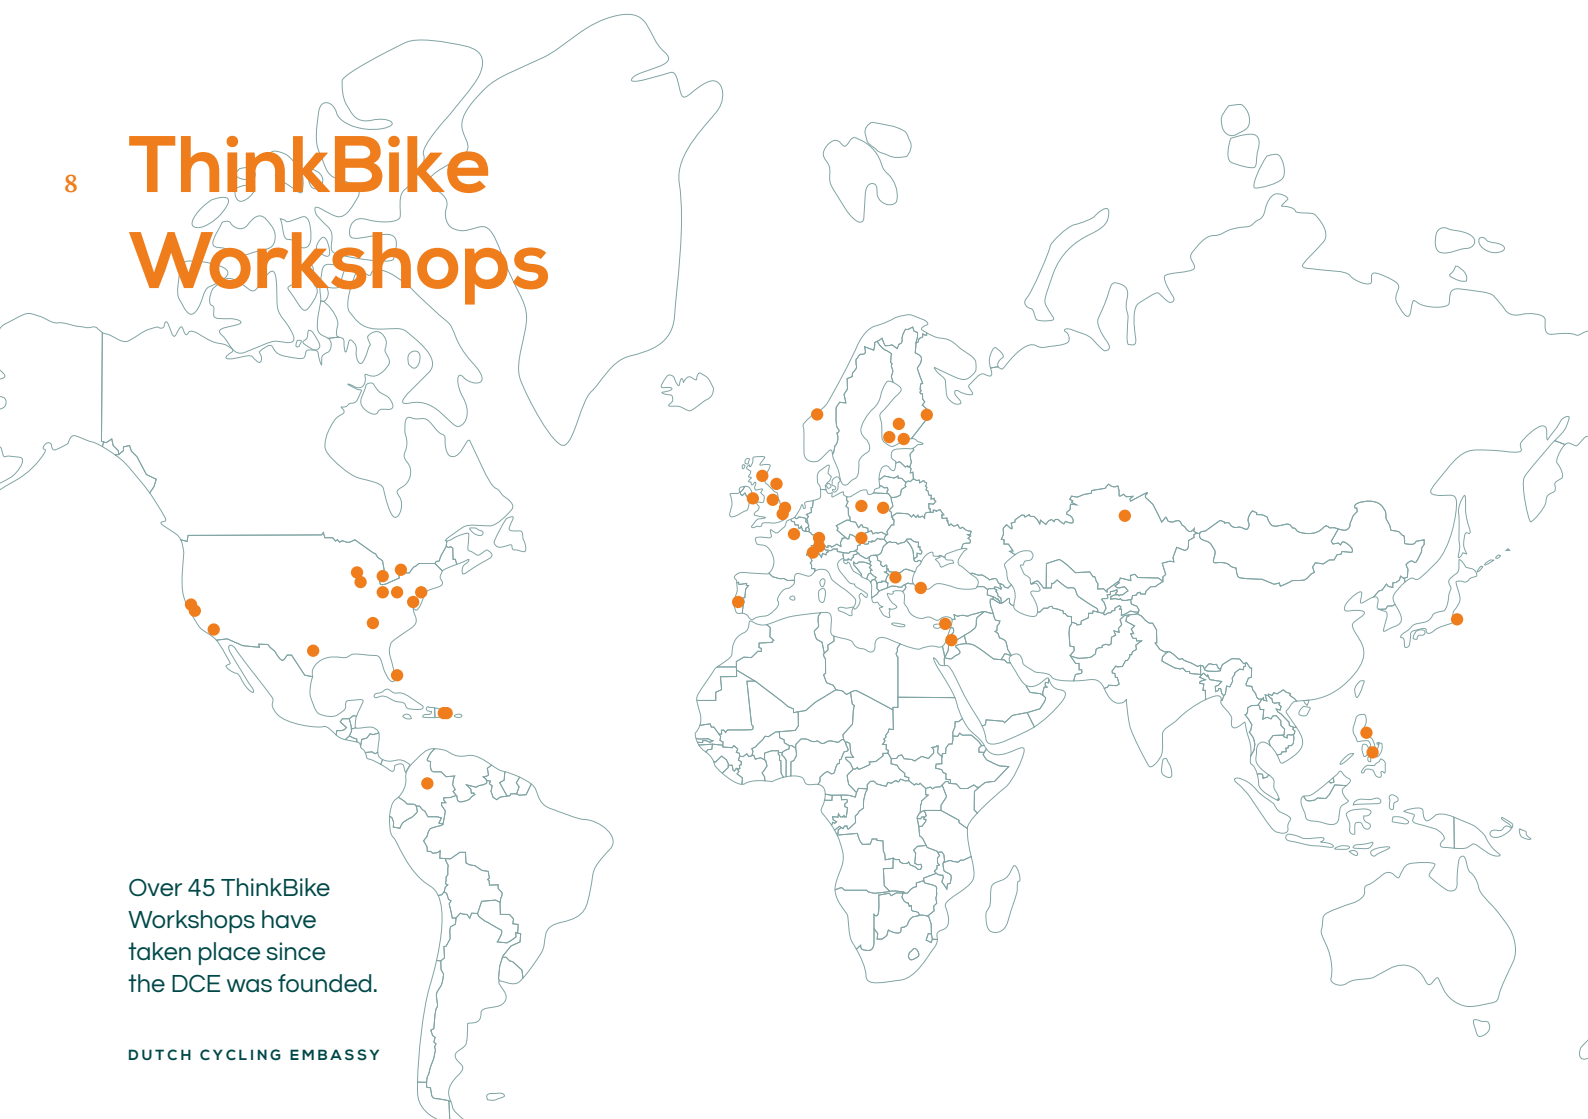 8
ThinkBike
Workshops
Over 45 ThinkBike
Workshops have
taken place since
the DCE was founded.
DUTCH CYCLING EMBASSY